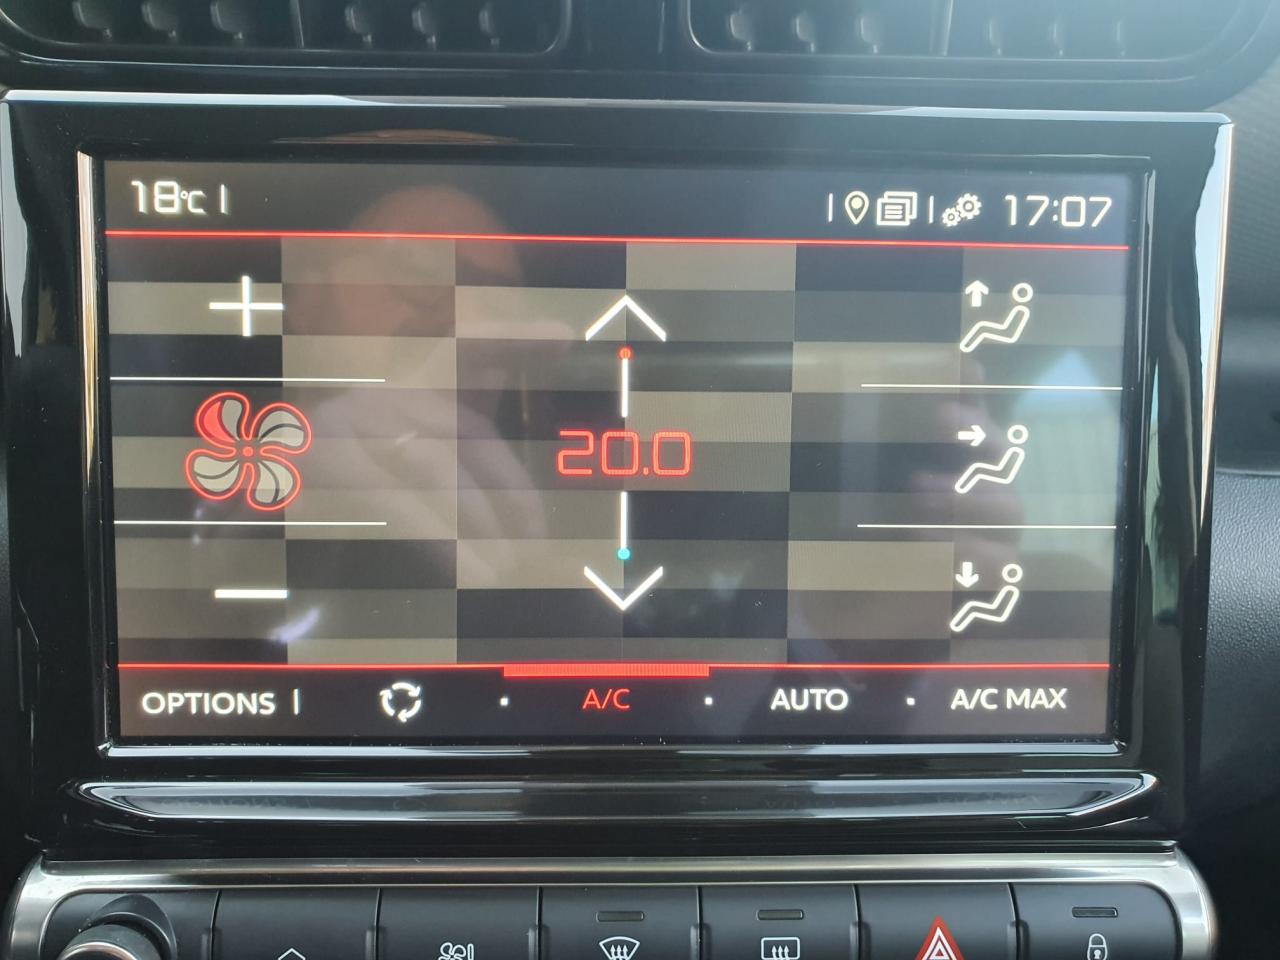 18°C
17:07
20.0
OPTIONS A/C AUTO A/C MAX